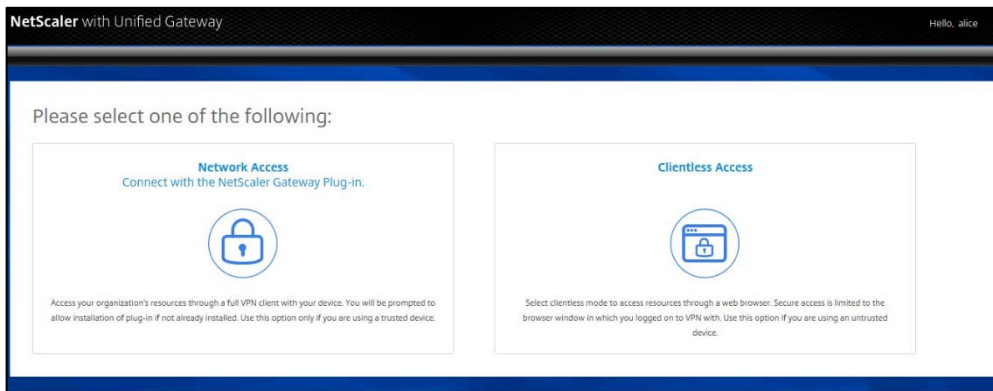 NetScaler with Unified Gateway
Hello, alice
Please select one of the following:
Network Access
Connect with the NetScaler Gateway Plug-in.
Access your organization's resources through a full VPN client with your device. You will be prompted to
allow installation of plug-in if not already installed. Use this option only if you are using a trusted device.
Clientless Access
Select clientless mode to access resources through a web browser. Secure access is limited to the
browser window in which you logged on to VPN with. Use this option if you are using an untrusted
device.